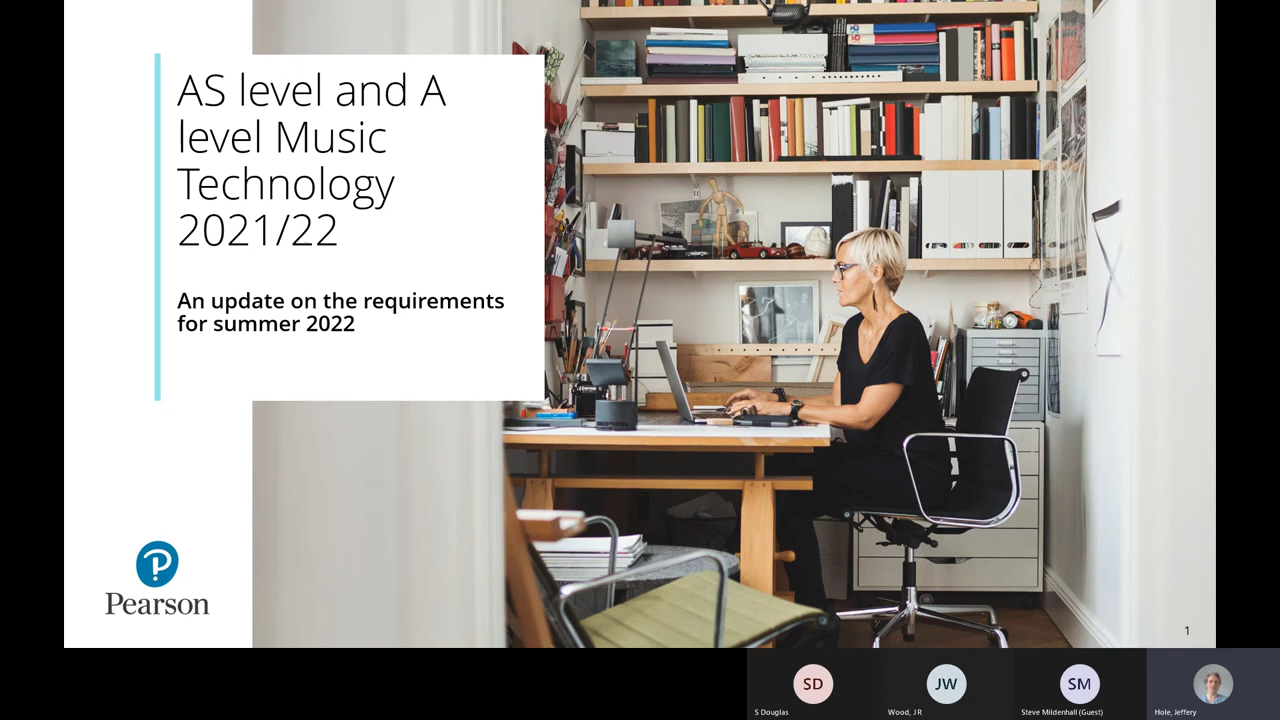 AS level and A
level Music
Technology
2021/22
An update on the requirements
for summer 2022
Pearson
1
SD
JW
SM
S Douglas
Wood, J R
Steve Mildenhall (Guest)
Hole, Jeffery